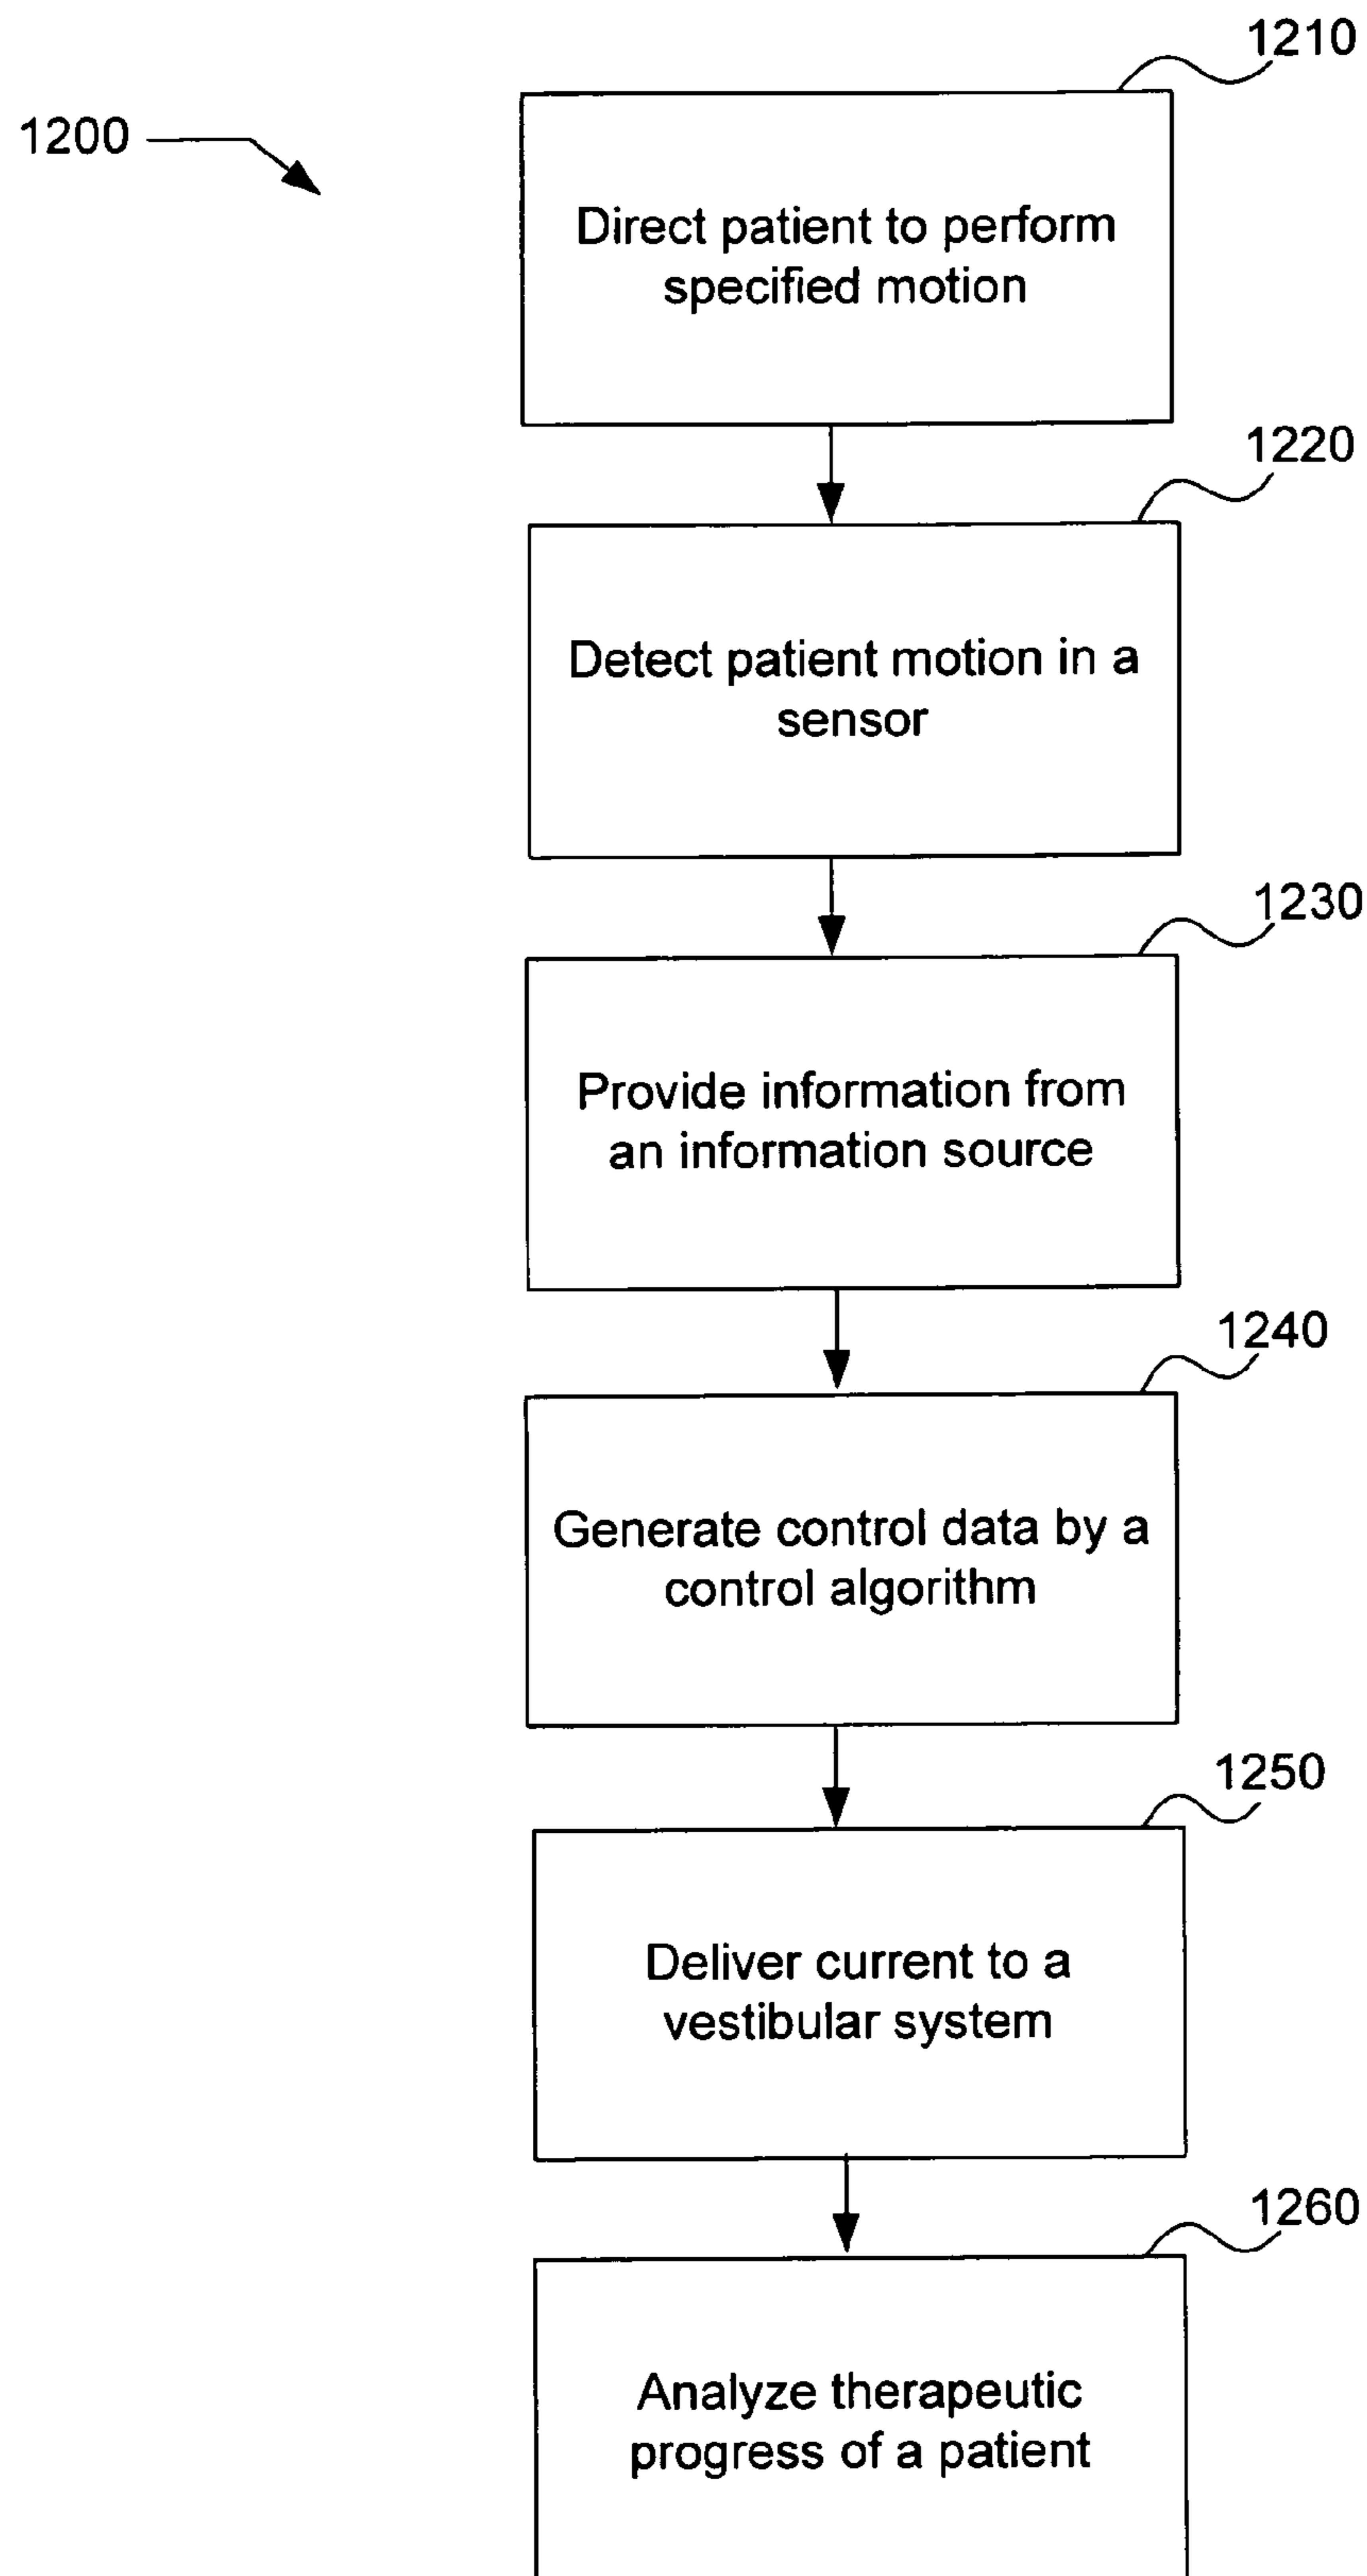 1210
1200
Direct patient to perform
specified motion
1220
Detect patient motion in a
sensor
1230
Provide information from
an information source
1240
Generate control data by a
control algorithm
1250
Deliver current to a
vestibular system
1260
Analyze therapeutic
progress of a patient